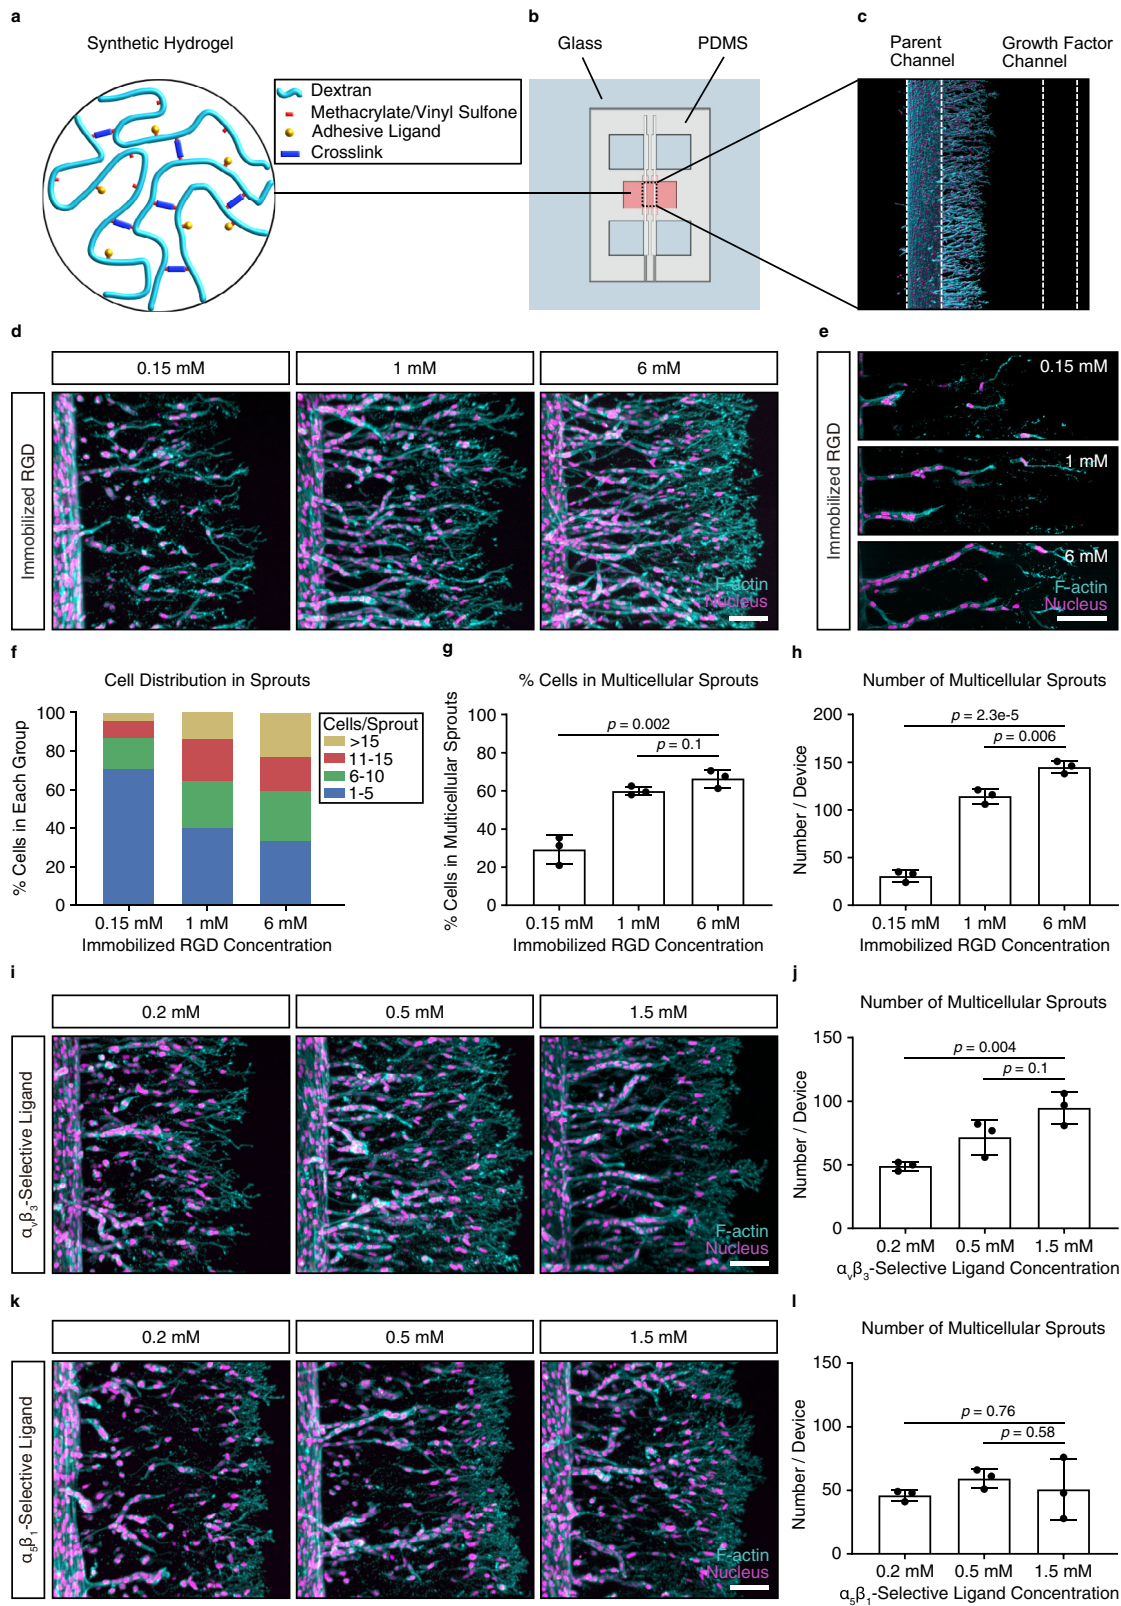 a
Synthetic Hydrogel
Dextran
Methacrylate/Vinyl Sulfone
Adhesive Ligand
Crosslink
b
Glass
PDMS
c
Parent
Channel
Growth Factor
Channel
d
0.15 mM
1 mM
6 mM
Immobilized RGD
F-actin
Nucleus
e
Immobilized RGD
0.15 mM
1 mM
6 mM
F-actin
Nucleus
f
Cell Distribution in Sprouts
% Cells in Each Group
100
80
60
40
20
0
0.15 mM
1 mM
6 mM
Immobilized RGD Concentration
Cells/Sprout
>15
11-15
6-10
1-5
g
% Cells in Multicellular Sprouts
% Cells in Multicellular Sprouts
100
80
60
40
20
0
p = 0.002
p = 0.1
0.15 mM
1 mM
6 mM
Immobilized RGD Concentration
h
Number of Multicellular Sprouts
Number / Device
200
150
100
50
0
p = 2.3e-5
p = 0.006
0.15 mM
1 mM
6 mM
Immobilized RGD Concentration
i
0.2 mM
0.5 mM
1.5 mM
αvβ3-Selective Ligand
F-actin
Nucleus
j
Number of Multicellular Sprouts
Number / Device
150
100
50
0
p = 0.004
p = 0.1
0.2 mM
0.5 mM
1.5 mM
αvβ3-Selective Ligand Concentration
k
0.2 mM
0.5 mM
1.5 mM
α5β1-Selective Ligand
F-actin
Nucleus
l
Number of Multicellular Sprouts
Number / Device
150
100
50
0
p = 0.76
p = 0.58
0.2 mM
0.5 mM
1.5 mM
α5β1-Selective Ligand Concentration